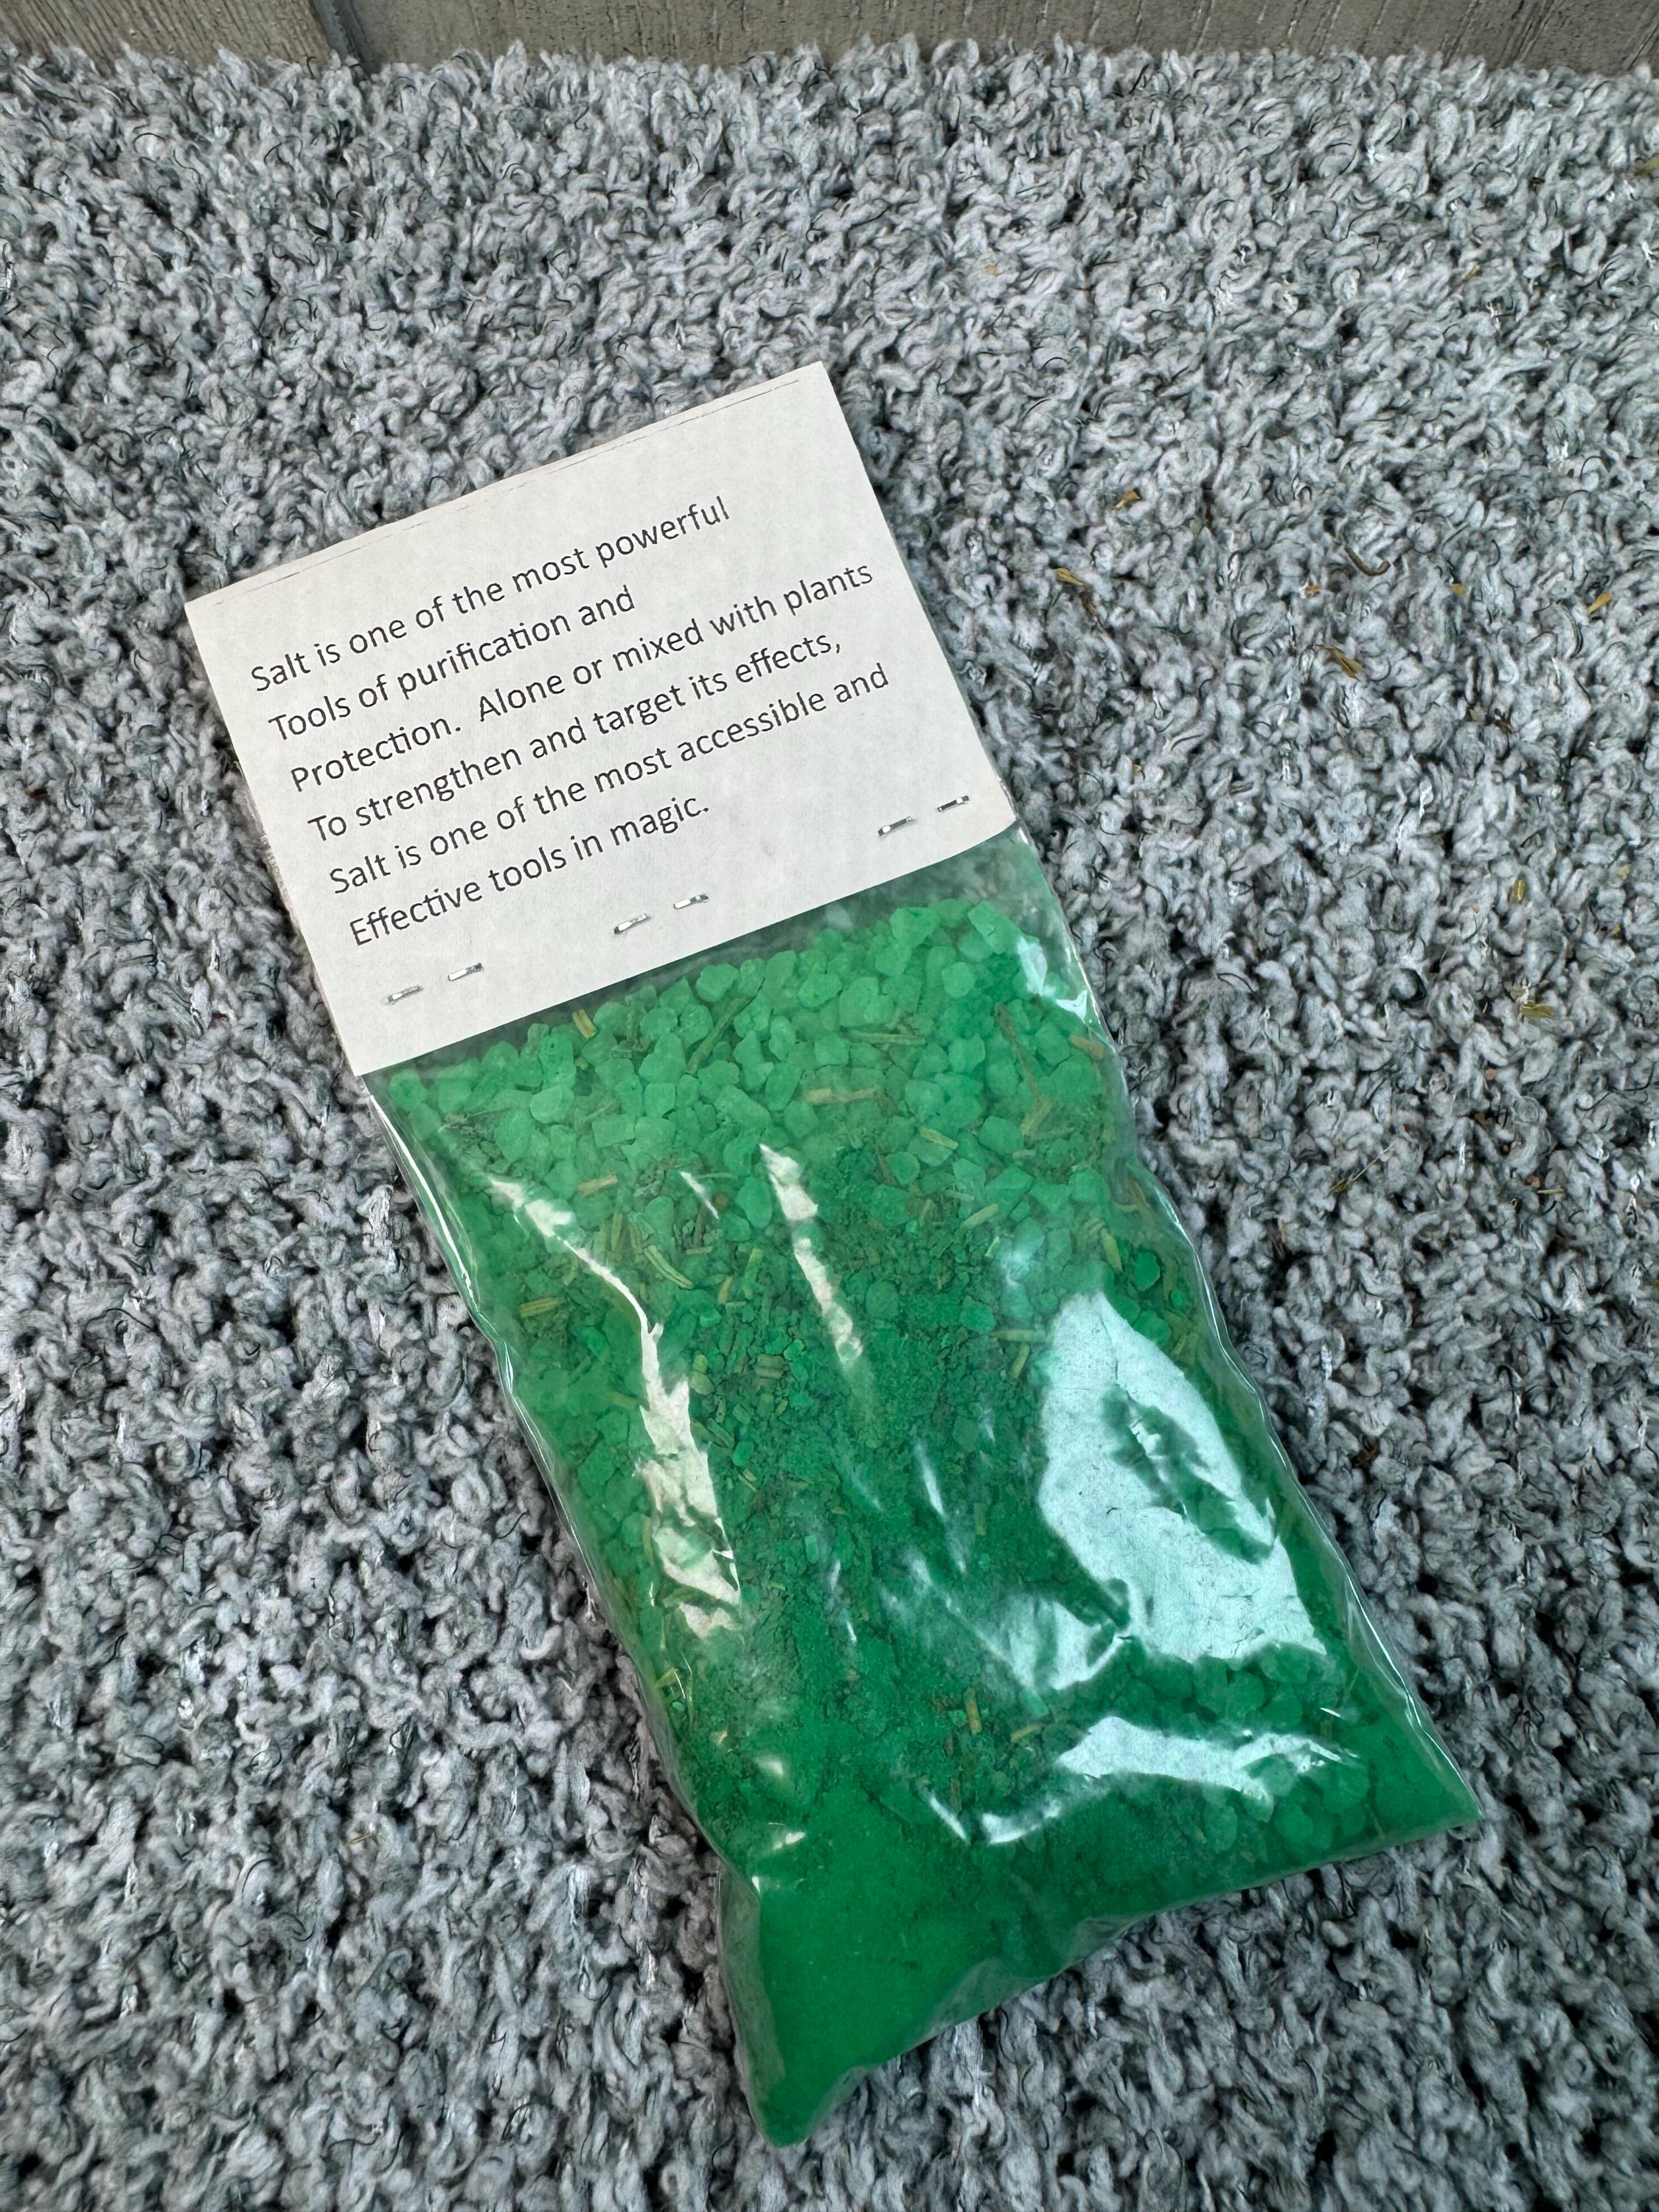 Salt is one of the most powerful
Tools of purification and
Protection.  Alone or mixed with plants
To strengthen and target its effects,
Salt is one of the most accessible and
Effective tools in magic.